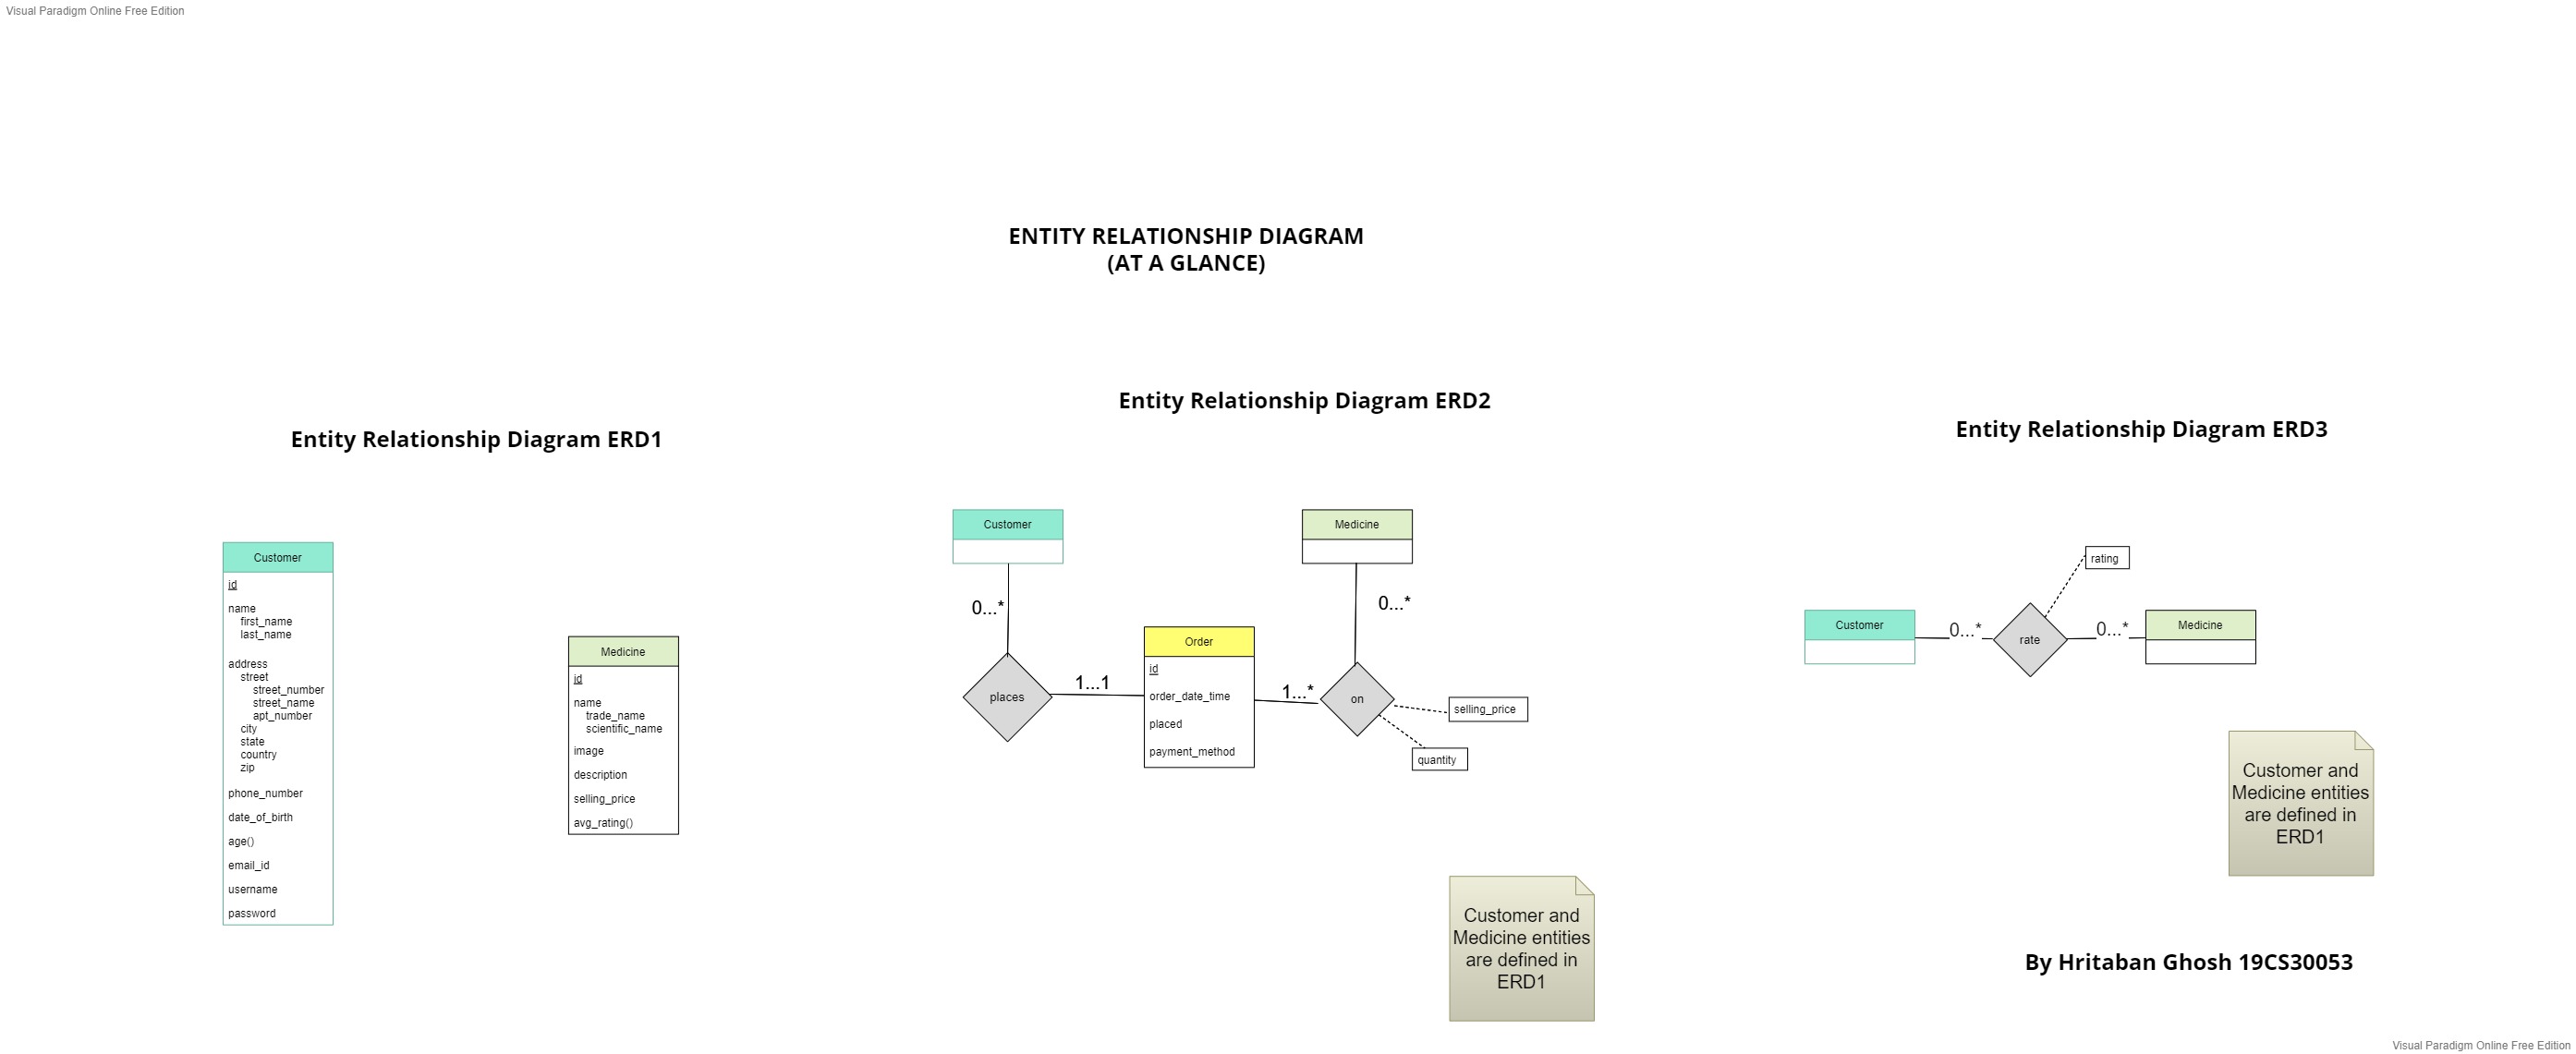 Visual Paradigm Online Free Edition
ENTITY RELATIONSHIP DIAGRAM
(AT A GLANCE)
Entity Relationship Diagram ERD1
Customer
id
name
first_name
last_name
address
street
street_number
street_name
apt_number
city
state
country
zip
phone_number
date_of_birth
age()
email_id
username
password
Medicine
id
name
trade_name
scientific_name
image
description
selling_price
avg_rating()
Entity Relationship Diagram ERD2
Customer
0...*
places
1...1
Order
id
order_date_time
placed
payment_method
1...*
on
Medicine
0...*
selling_price
quantity
Customer and
Medicine entities
are defined in
ERD1
Entity Relationship Diagram ERD3
Customer
0...*
rate
rating
0...*
Medicine
Customer and
Medicine entities
are defined in
ERD1
By Hritaban Ghosh 19CS30053
Visual Paradigm Online Free Edition